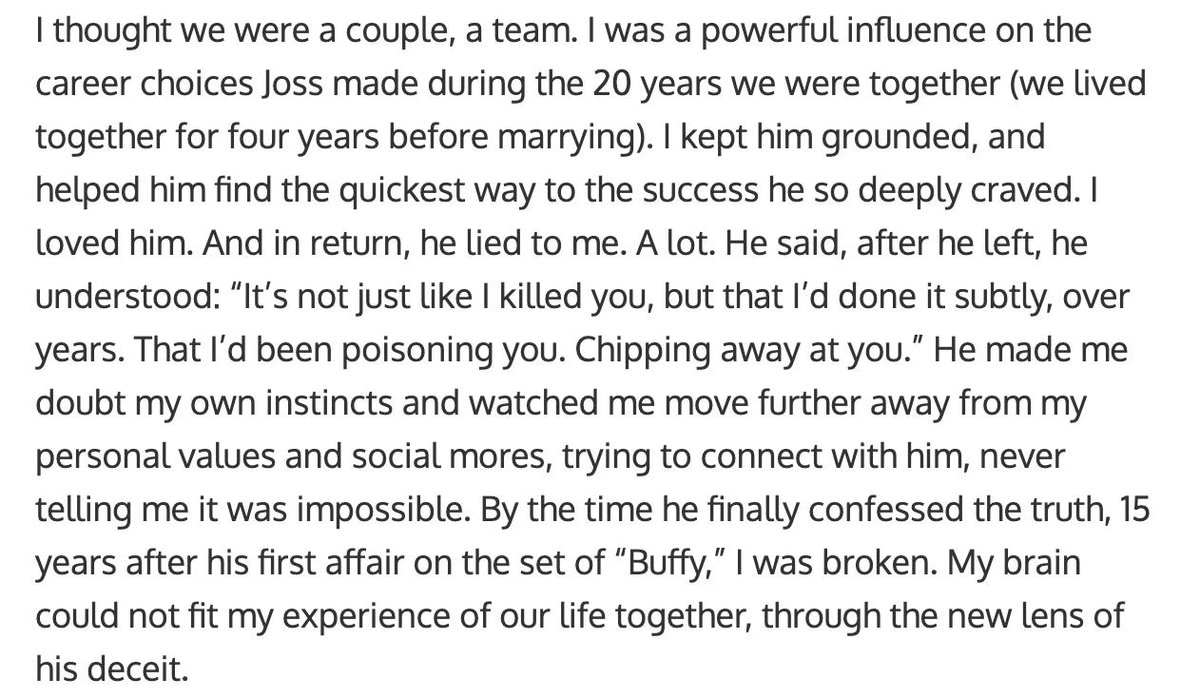 I thought we were a couple, a team. I was a powerful influence on the
career choices Joss made during the 20 years we were together (we lived
together for four years before marrying). I kept him grounded, and
helped him find the quickest way to the success he so deeply craved. I
loved him. And in return, he lied to me. A lot. He said, after he left, he
understood: “It’s not just like I killed you, but that I’d done it subtly, over
years. That I’d been poisoning you. Chipping away at you.” He made me
doubt my own instincts and watched me move further away from my
personal values and social mores, trying to connect with him, never
telling me it was impossible. By the time he finally confessed the truth, 15
years after his first affair on the set of “Buffy,” I was broken. My brain
could not fit my experience of our life together, through the new lens of
his deceit.